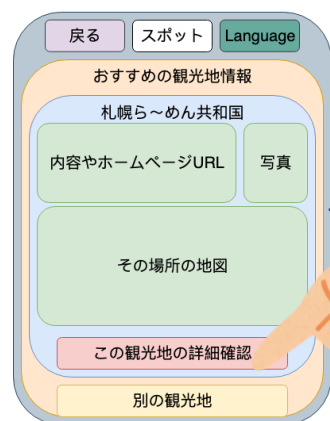 戻る スポット Language
おすすめの観光地情報
札幌ら～めん共和国
内容やホームページURL 写真
その場所の地図
この観光地の詳細確認
別の観光地